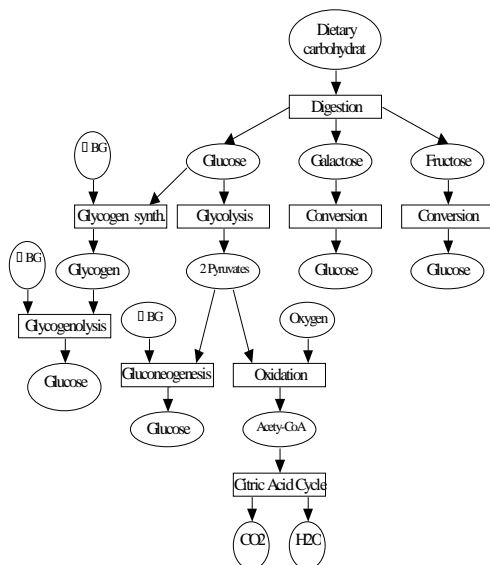 Dietary
carbohydrat
Digestion
BG
Glucose
Galactose
Fructose
Glycogen synth.
Glycolysis
Conversion
Conversion
BG
Glycogen
2 Pyruvates
Glucose
Glucose
BG
Oxygen
Glycogenolysis
Gluconeogenesis
Oxidation
Glucose
Glucose
Acety-CoA
Citric Acid Cycle
CO2
H2C